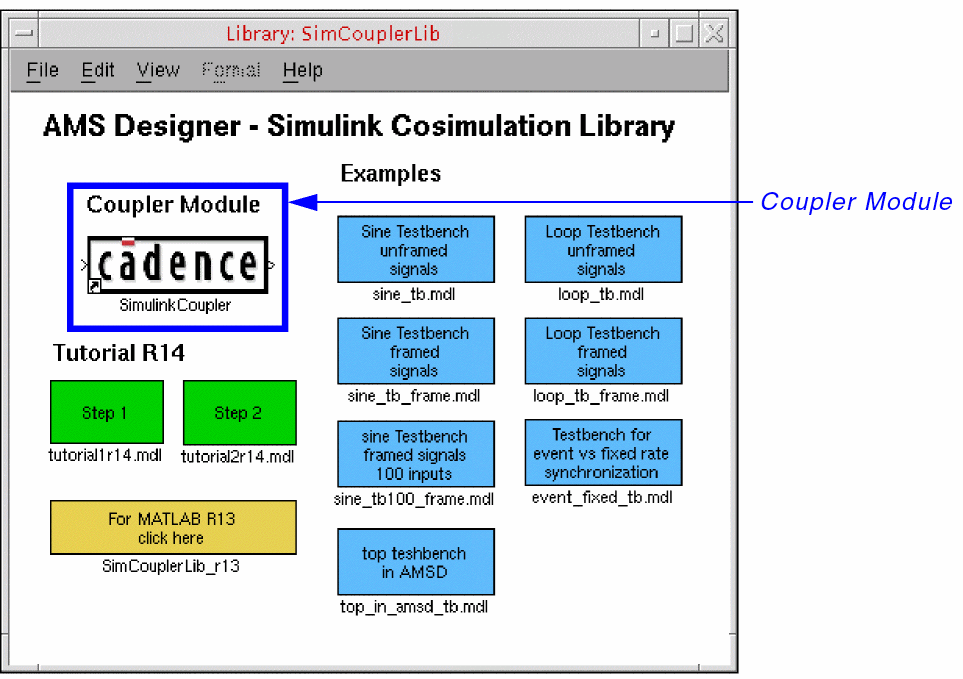 Library: SimCouplerLib
File Edit View Format Help
AMS Designer - Simulink Cosimulation Library
Coupler Module
cadence
SimulinkCoupler
Coupler Module
Tutorial R14
Step 1
tutorial1r14.mdl
Step 2
tutorial2r14.mdl
For MATLAB R13
click here
SimCouplerLib_r13
Examples
Sine Testbench
unframed
signals
sine_tb.mdl
Loop Testbench
unframed
signals
loop_tb.mdl
Sine Testbench
framed
signals
sine_tb_frame.mdl
Loop Testbench
framed
signals
loop_tb_frame.mdl
sine Testbench
framed signals
100 inputs
sine_tb100_frame.mdl
Testbench for
event vs fixed rate
synchronization
event_fixed_tb.mdl
top teshbench
in AMSD
top_in_amsd_tb.mdl